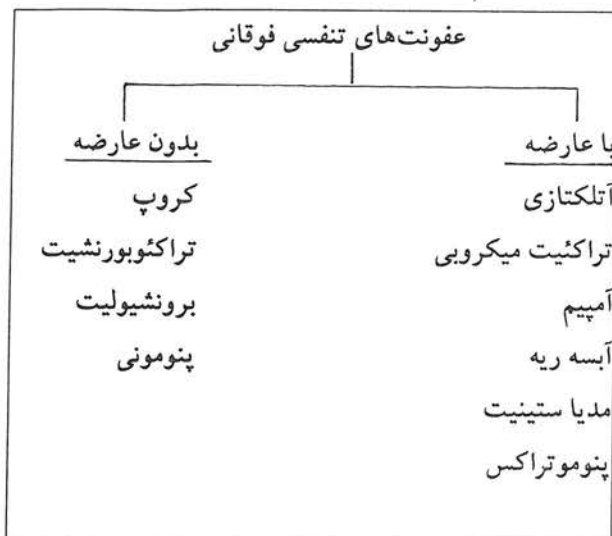 عفونت‌های تنفسی فوقانی
با عارضه
آتلکتازی
تراکئیت میکروبی
آمپیم
آبسه ریه
مدیا ستینیت
پنوموتراکس
بدون عارضه
کروپ
تراکئوبورنشیت
برونشیولیت
پنومونی